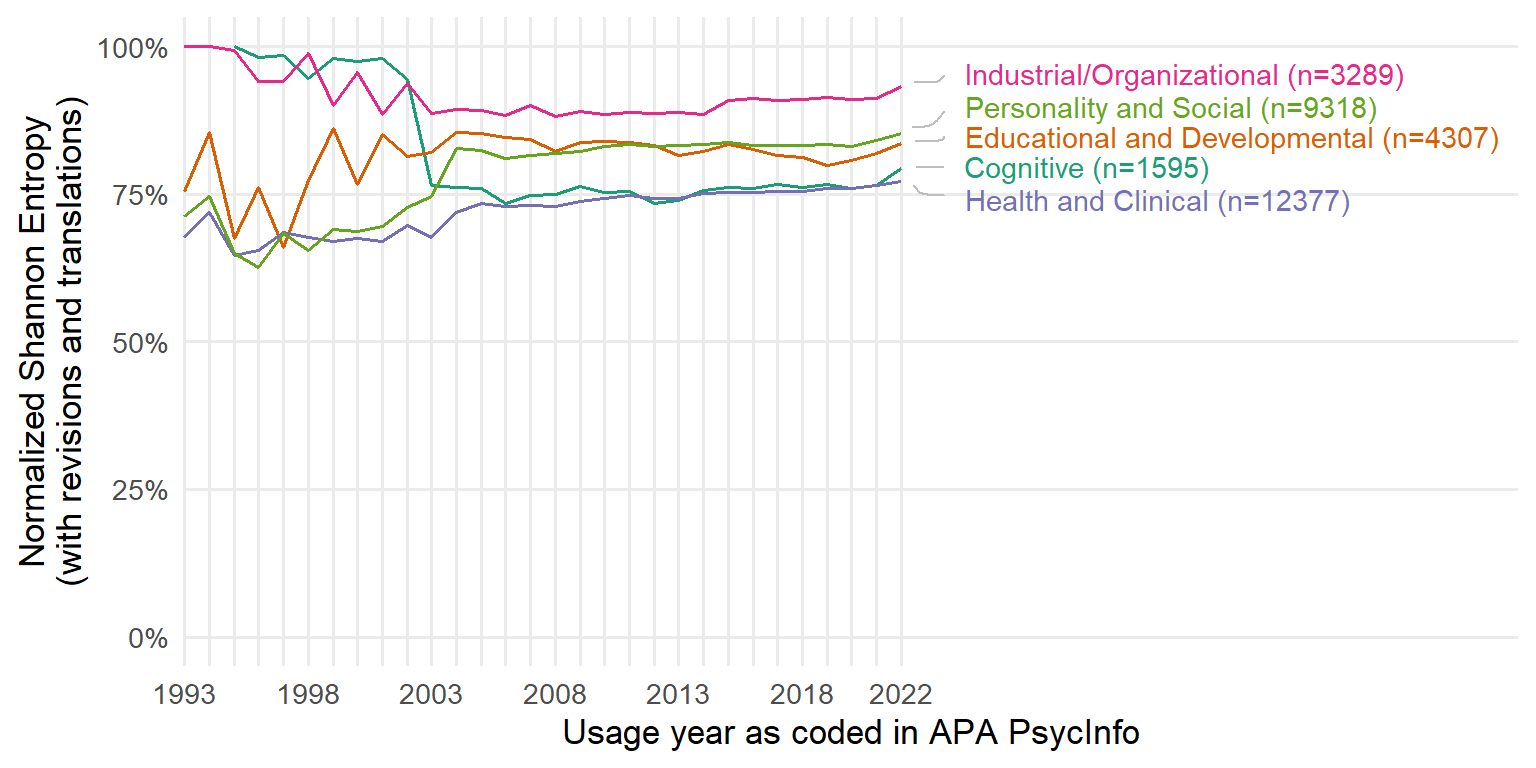 Normalized Shannon Entropy
(with revisions and translations)
100%
75%
50%
25%
0%
1993 1998 2003 2008 2013 2018 2022
Usage year as coded in APA PsycInfo
Industrial/Organizational (n=3289)
Personality and Social (n=9318)
Educational and Developmental (n=4307)
Cognitive (n=1595)
Health and Clinical (n=12377)